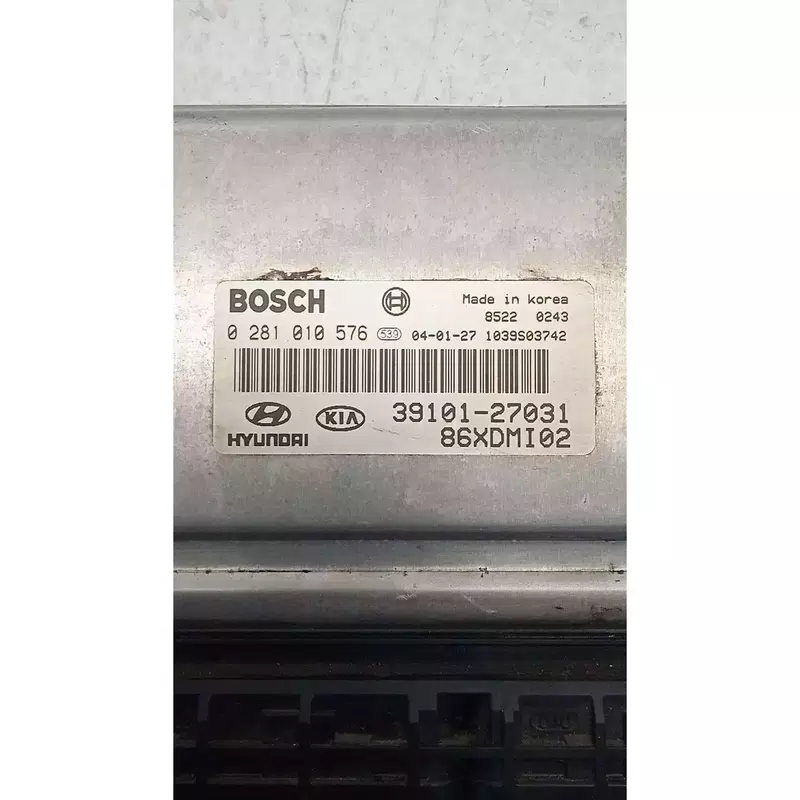 BOSCH
Made in korea
8522 0243
0 281 010 576 539 04-01-27 1039S03742
HYUNDAI KIA 39101-27031
86XDMI02